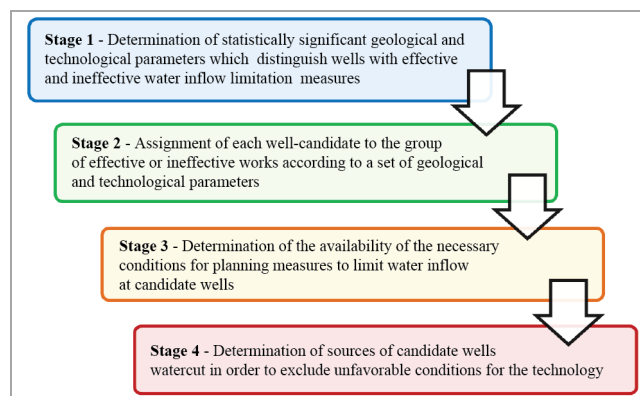 Stage 1 - Determination of statistically significant geological and
technological parameters which distinguish wells with effective
and ineffective water inflow limitation measures
Stage 2 - Assignment of each well-candidate to the group
of effective or ineffective works according to a set of geological
and technological parameters
Stage 3 - Determination of the availability of the necessary
conditions for planning measures to limit water inflow
at candidate wells
Stage 4 - Determination of sources of candidate wells
watercut in order to exclude unfavorable conditions for the technology